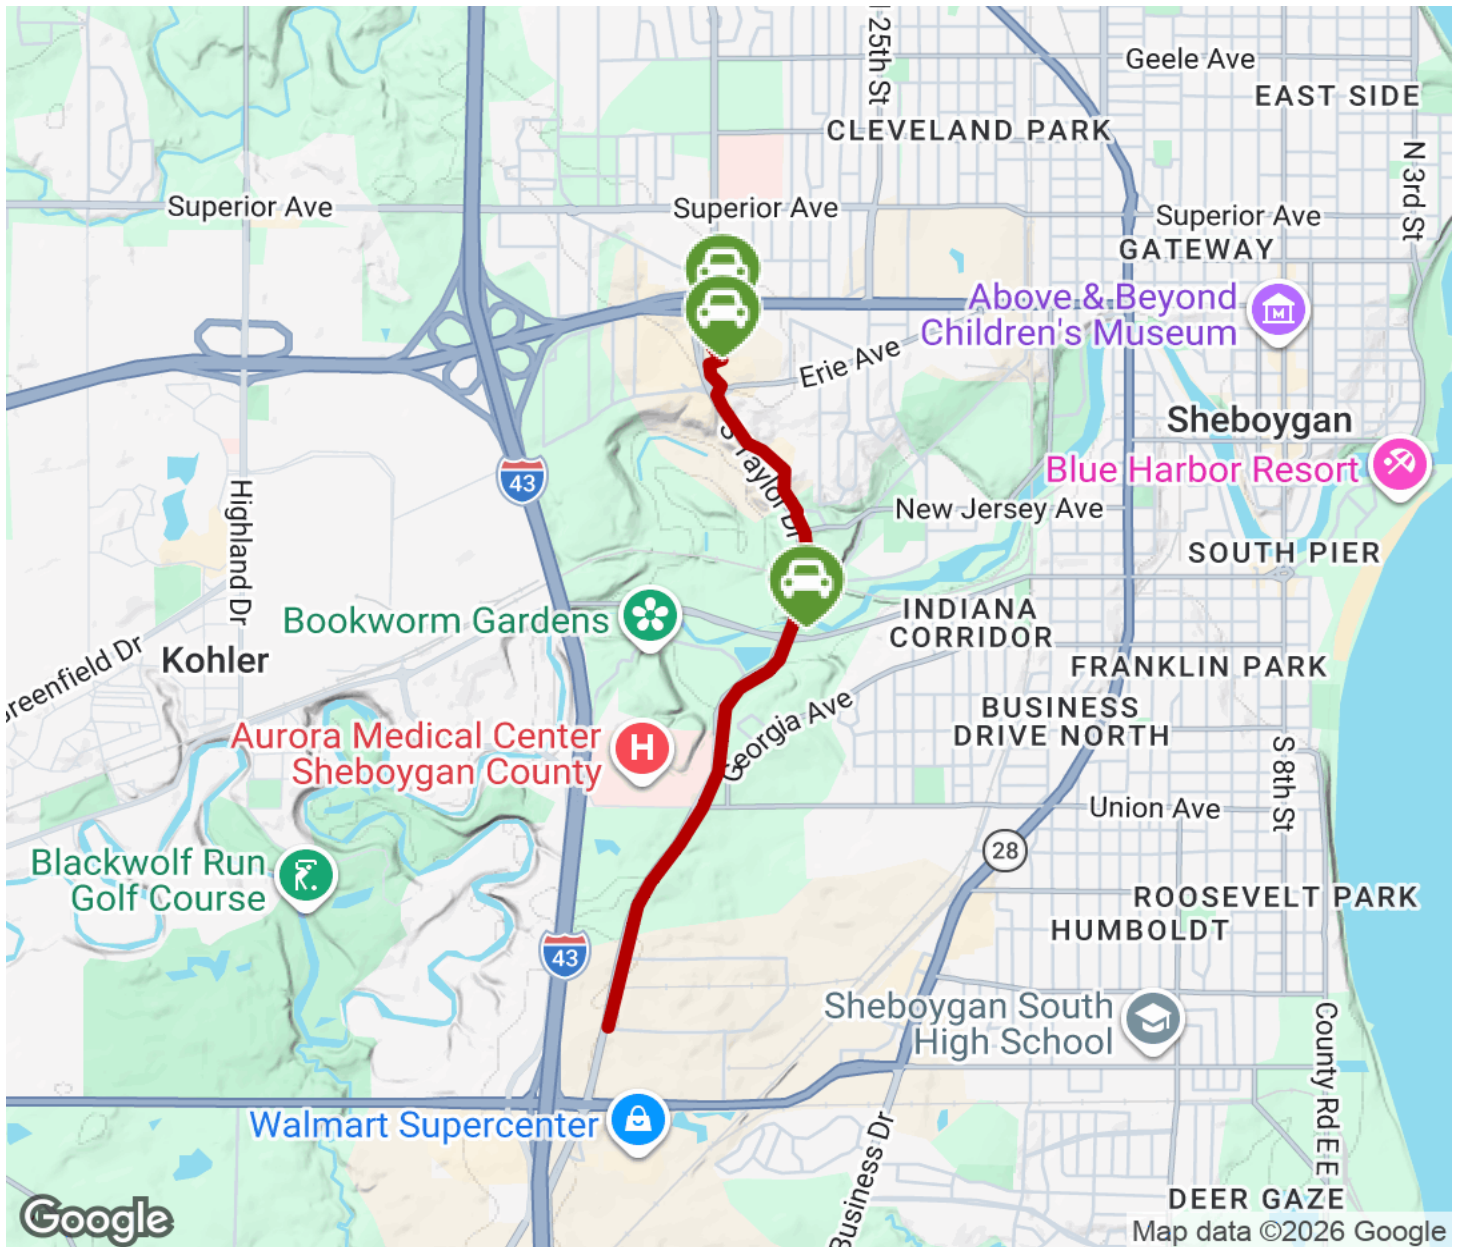 N 25th St
Geele Ave
EAST SIDE
CLEVELAND PARK
N 3rd St
Superior Ave
Superior Ave
Superior Ave
GATEWAY
Above & Beyond
Children's Museum
Erie Ave
Sheboygan
S Taylor Dr
Blue Harbor Resort
43
New Jersey Ave
Highland Dr
SOUTH PIER
Bookworm Gardens
INDIANA
CORRIDOR
Kohler
FRANKLIN PARK
BUSINESS
DRIVE NORTH
Georgia Ave
Aurora Medical Center
Sheboygan County
H
S 8th St
Union Ave
28
Blackwolf Run
Golf Course
ROOSEVELT PARK
HUMBOLDT
43
Sheboygan South
High School
County Rd EE
Walmart Supercenter
Business Dr
DEER GAZE
Google
Map data ©2026 Google